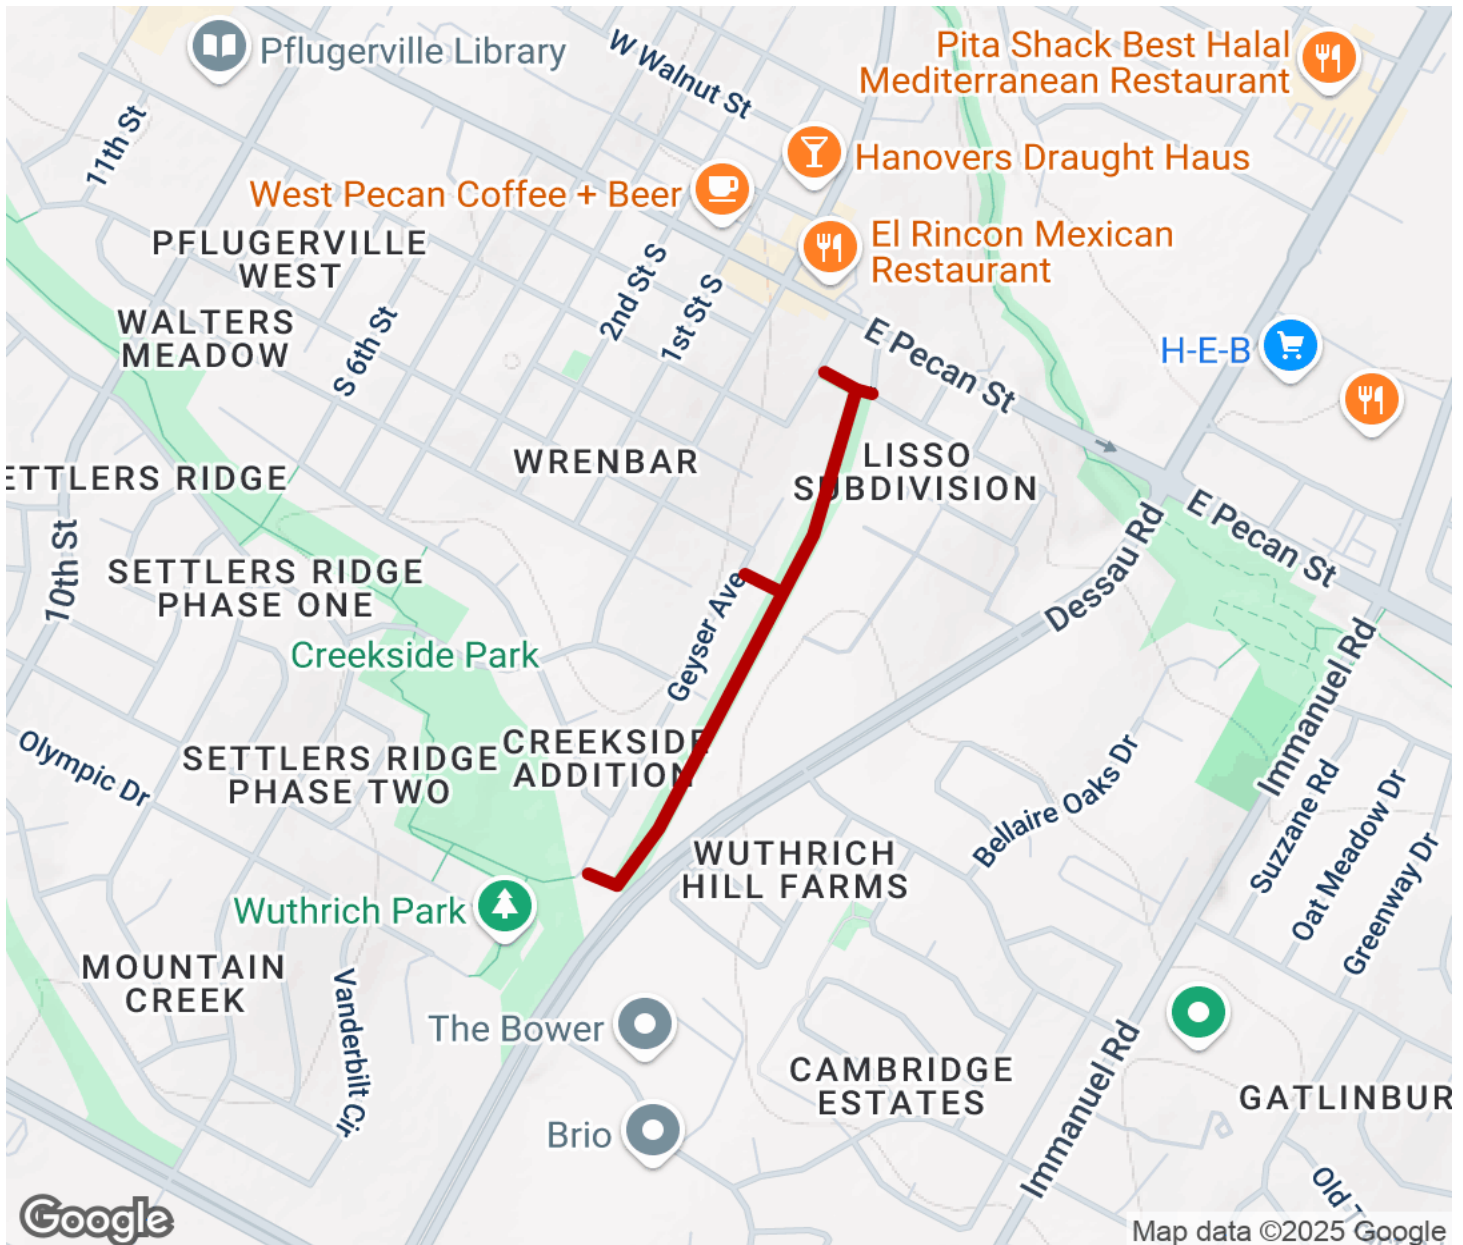 Pflugerville Library
W Walnut St
Pita Shack Best Halal
Mediterranean Restaurant
11th St
Hanovers Draught Haus
West Pecan Coffee + Beer
El Rincon Mexican
Restaurant
PFLUGERVILLE
WEST
2nd St S
1st St S
WALTERS
MEADOW
S 6th St
E Pecan St
H-E-B
WRENBAR
LISSO
SUBDIVISION
ETTLERS RIDGE
E Pecan St
Dessau Rd
10th St
SETTLERS RIDGE
PHASE ONE
Geyser Ave
Immanuel Rd
Creekside Park
Olympic Dr
SETTLERS RIDGE
PHASE TWO
CREEKSIDE
ADDITION
Bellaire Oaks Dr
Suzzane Rd
Oat Meadow Dr
Greenway Dr
WUTHRICH
HILL FARMS
Wuthrich Park
MOUNTAIN
CREEK
Vanderbilt Cir
The Bower
CAMBRIDGE
ESTATES
Immanuel Rd
GATLINBUR
Brio
Old T
Google
Map data ©2025 Google